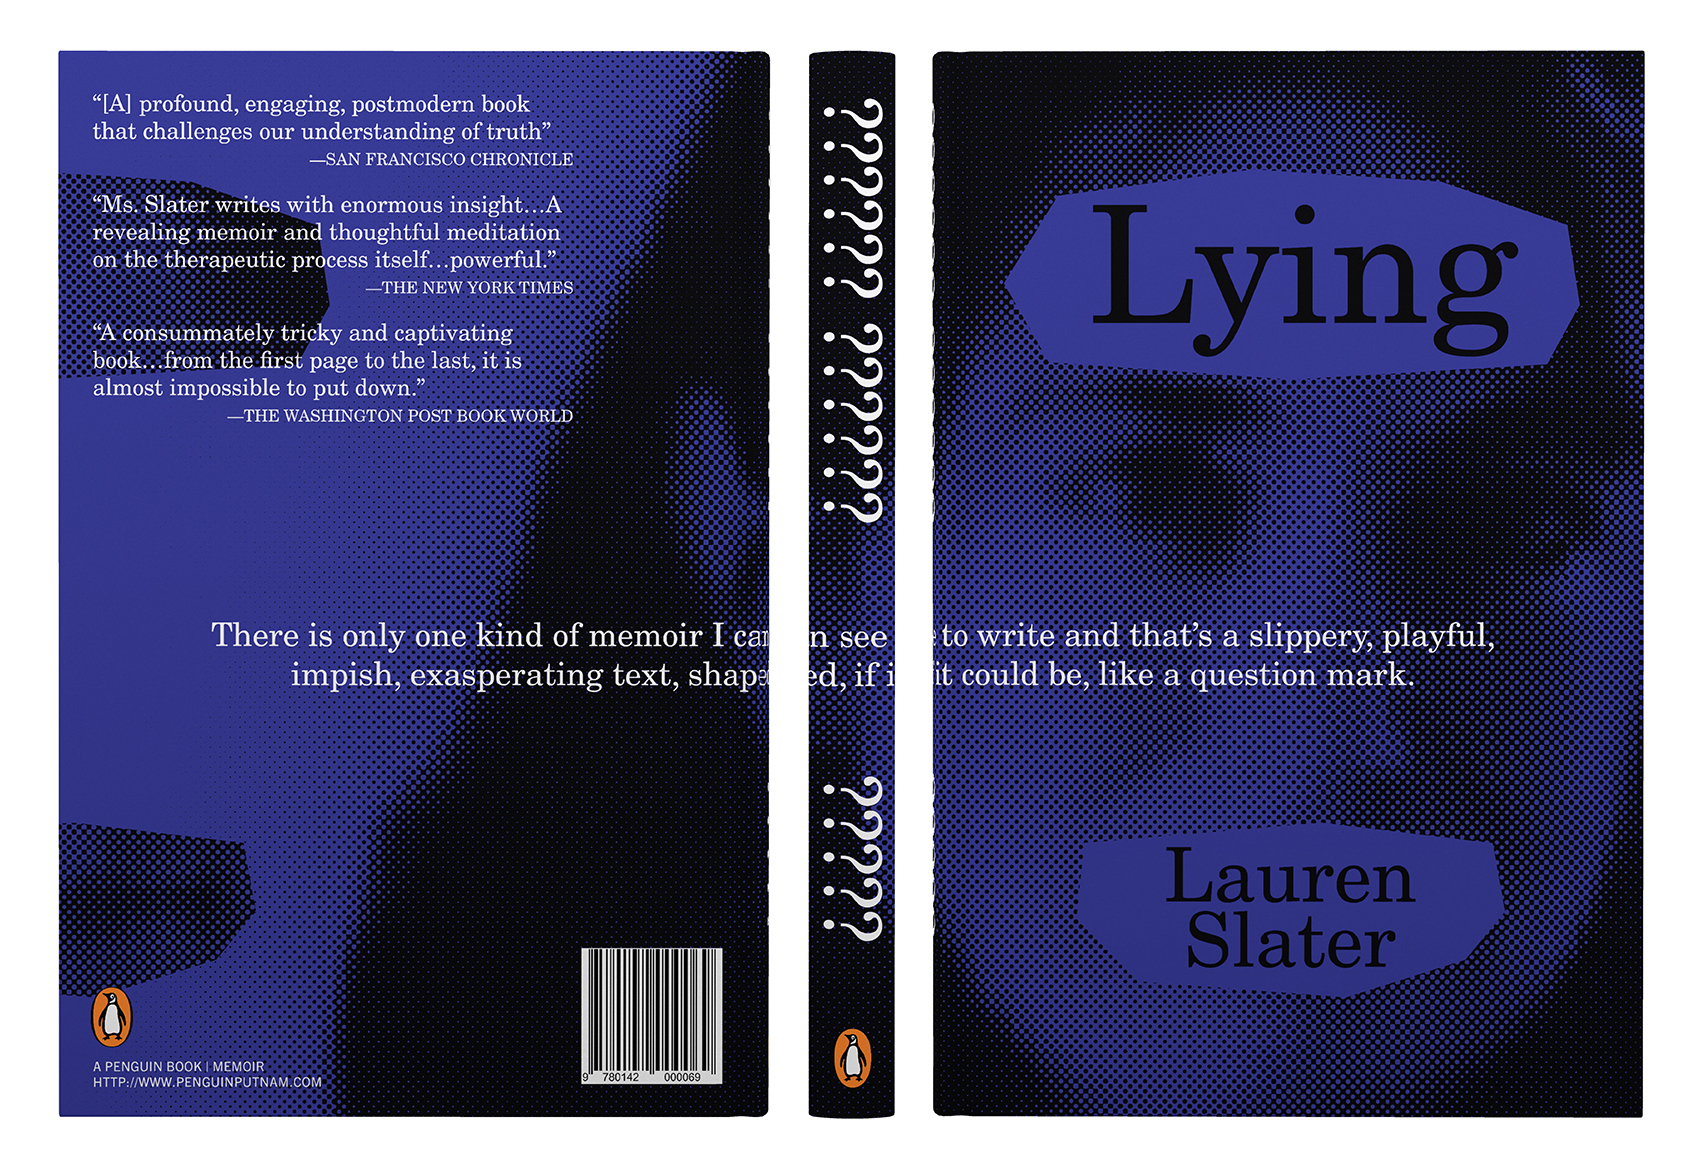 “[A] profound, engaging, postmodern book
that challenges our understanding of truth”
—SAN FRANCISCO CHRONICLE
“Ms. Slater writes with enormous insight…A
revealing memoir and thoughtful meditation
on the therapeutic process itself…powerful.”
—THE NEW YORK TIMES
“A consummately tricky and captivating
book…from the first page to the last, it is
almost impossible to put down.”
—THE WASHINGTON POST BOOK WORLD
There is only one kind of memoir I can see to write and that’s a slippery, playful,
impish, exasperating text, shaped, if it could be, like a question mark.
A PENGUIN BOOK | MEMOIR
HTTP://WWW.PENGUINPUTNAM.COM
9 780142 000069
?????? ?????? ?????
Lying
Lauren
Slater